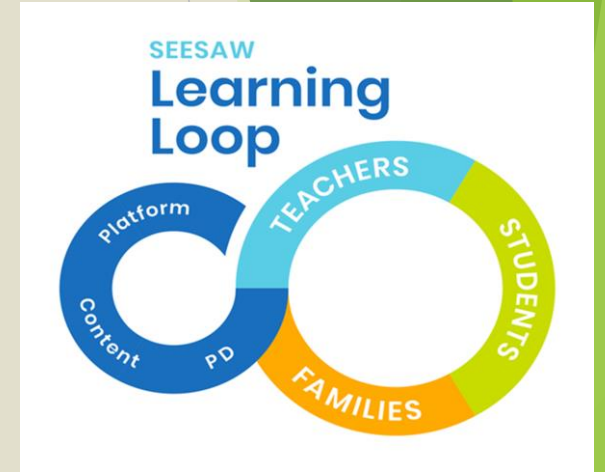 SEESAW
Learning
Loop
TEACHERS
STUDENTS
FAMILIES
Platform
Content
PD